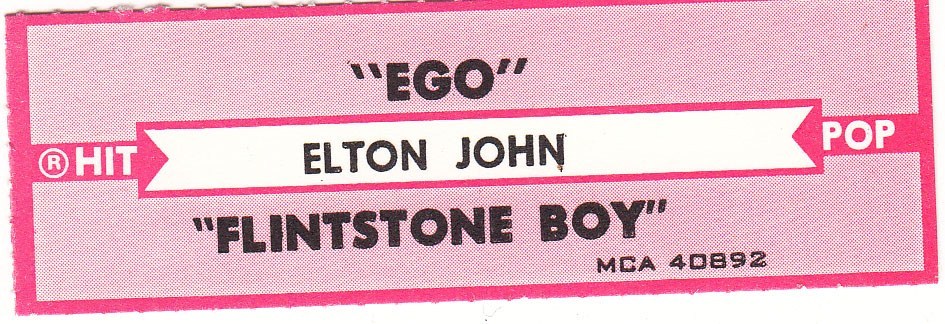 "EGO"
® HIT
ELTON JOHN
POP
"FLINTSTONE BOY"
MCA 40892